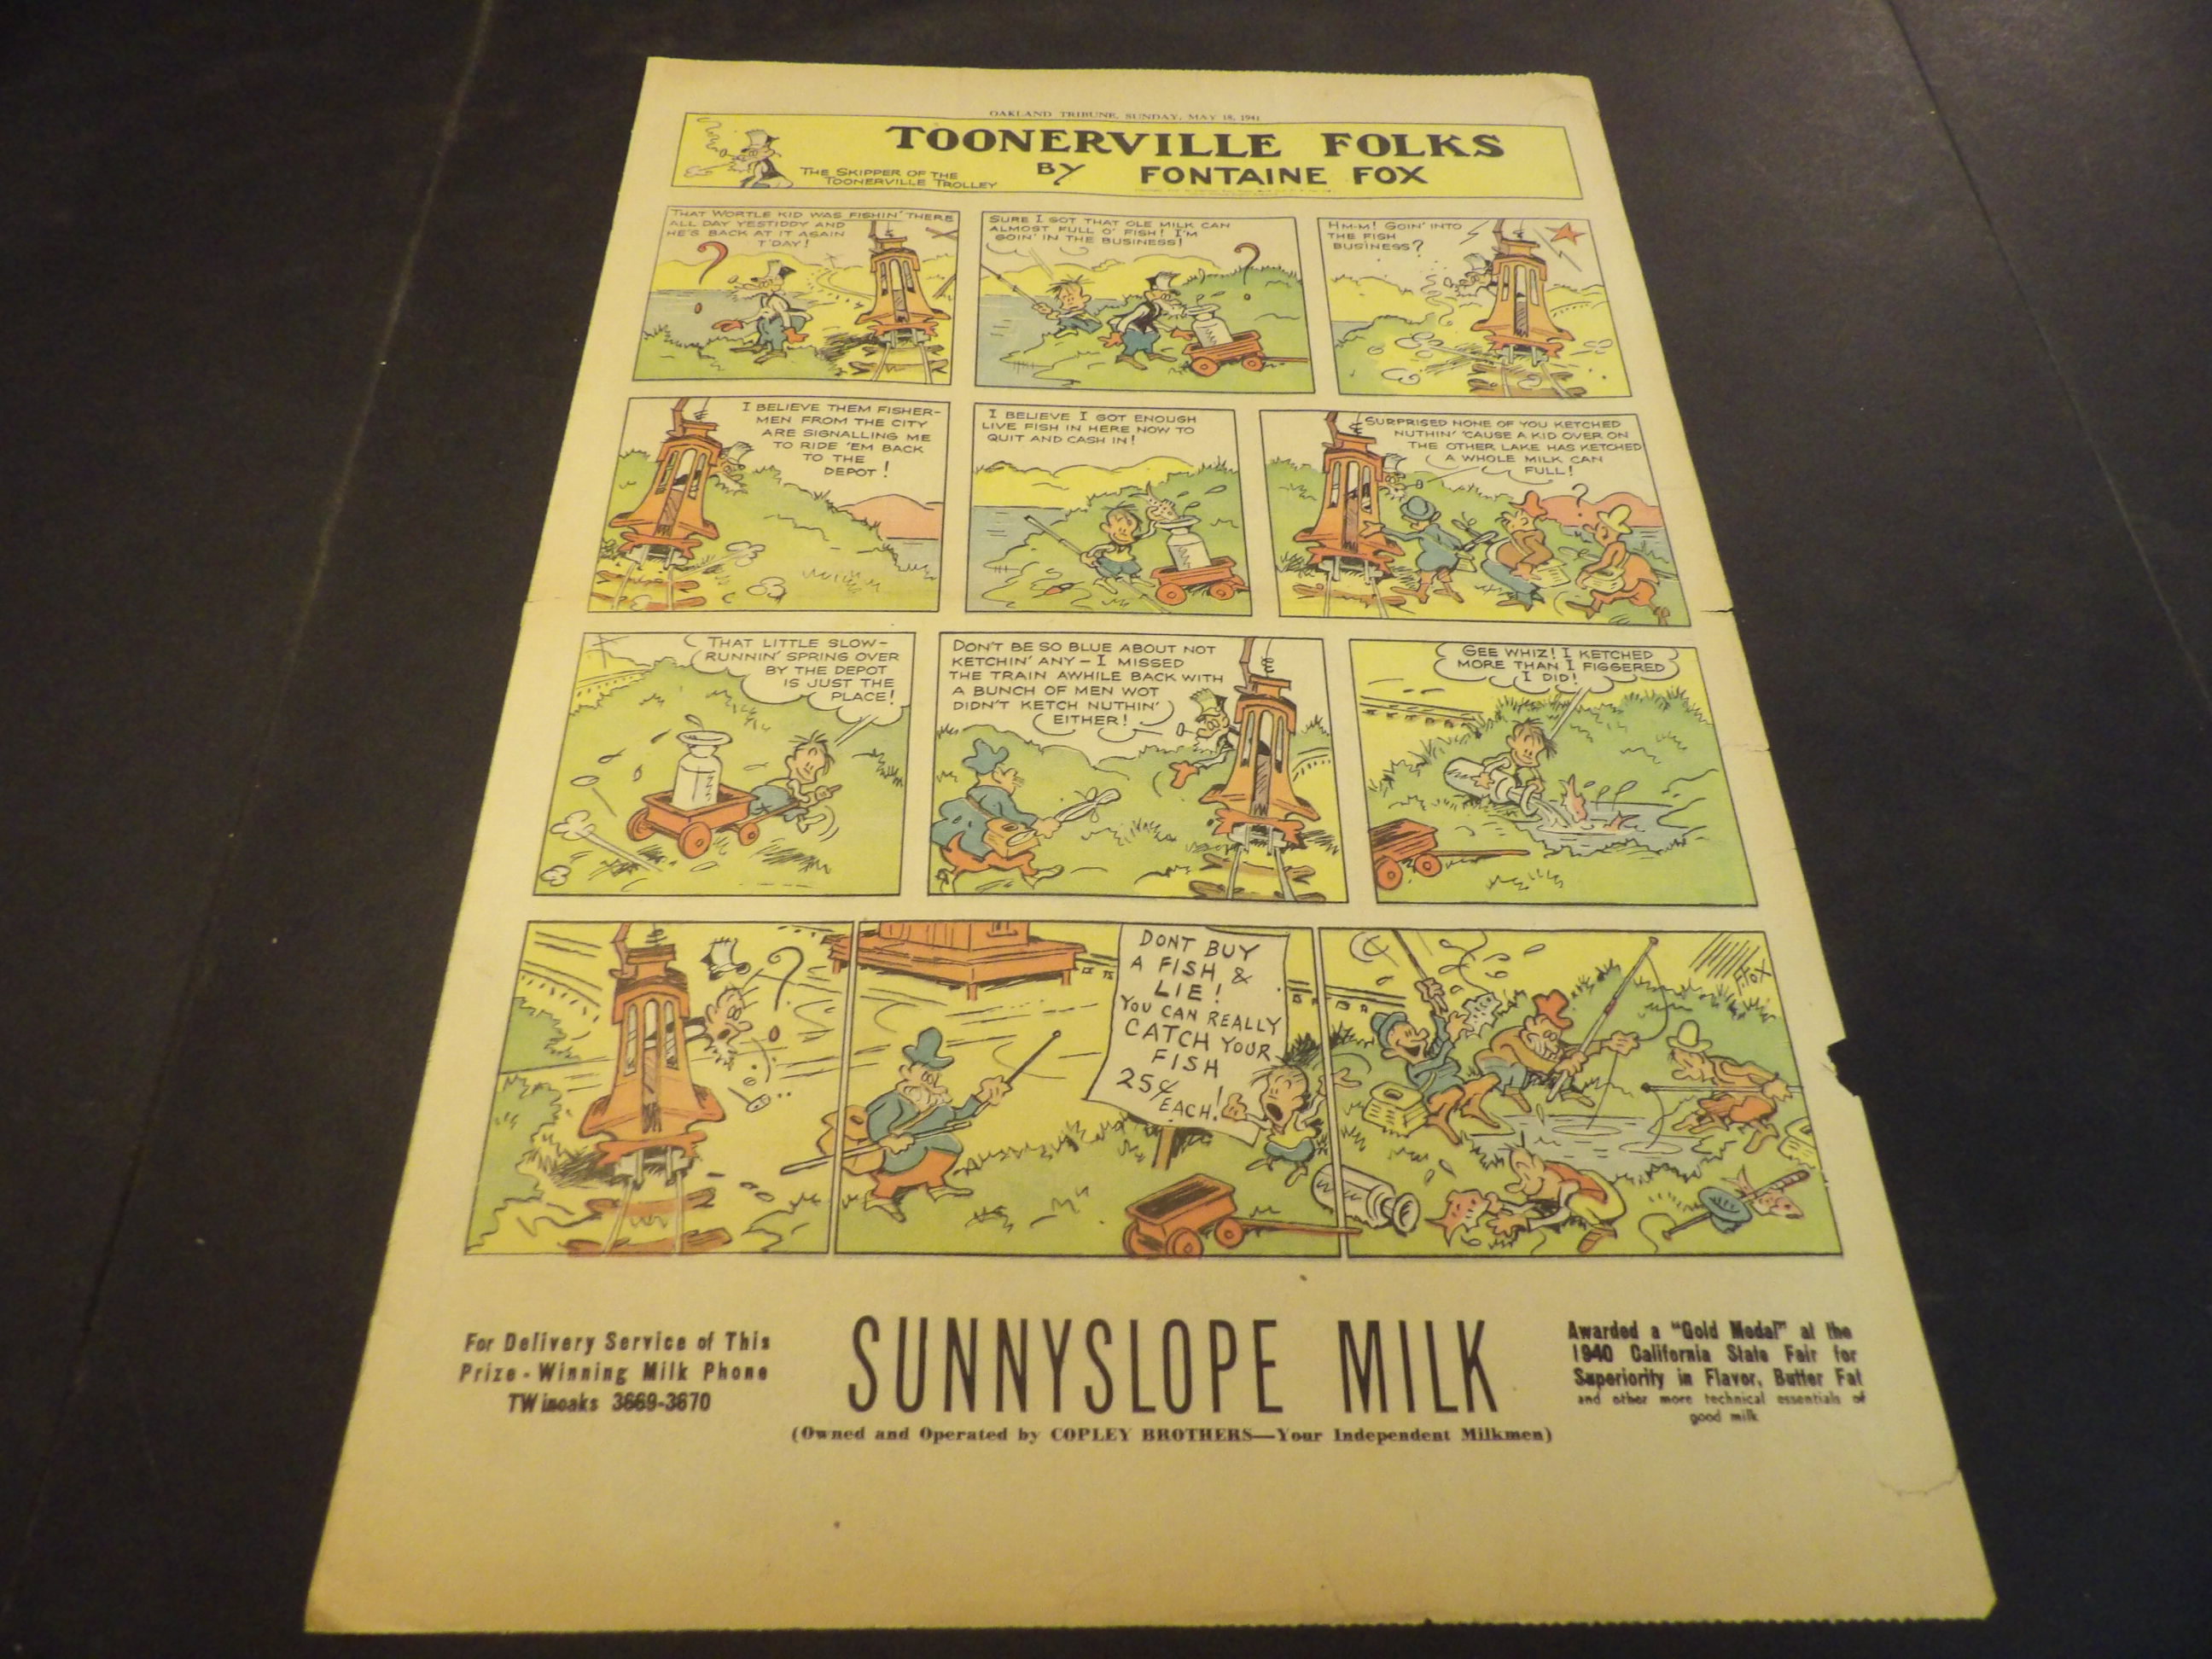 OAKLAND TRIBUNE, SUNDAY, MAY 18, 1941
TOONERVILLE FOLKS
THE SKIPPER OF THE
TOONERVILLE TROLLEY
BY FONTAINE FOX
THAT WORTLE KID WAS FISHIN' THERE
ALL DAY YESTIDDY AND
HE'S BACK AT IT AGAIN
T'DAY!
?
SURE I GOT THAT OLE MILK CAN
ALMOST FULL O' FISH! I'M
GOIN' IN THE BUSINESS!
?
HM-M! GOIN' INTO
THE FISH
BUSINESS?
I BELIEVE THEM FISHER-
MEN FROM THE CITY
ARE SIGNALLING ME
TO RIDE 'EM BACK
TO THE
DEPOT!
I BELIEVE I GOT ENOUGH
LIVE FISH IN HERE NOW TO
QUIT AND CASH IN!
SURPRISED NONE OF YOU KETCHED
NUTHIN' 'CAUSE A KID OVER ON
THE OTHER LAKE HAS KETCHED
A WHOLE MILK CAN
FULL!
?
THAT LITTLE SLOW-
RUNNIN' SPRING OVER
BY THE DEPOT
IS JUST THE
PLACE!
DON'T BE SO BLUE ABOUT NOT
KETCHIN' ANY – I MISSED
THE TRAIN AWHILE BACK WITH
A BUNCH OF MEN WOT
DIDN'T KETCH NUTHIN'
EITHER!
GEE WHIZ! I KETCHED
MORE THAN I FIGGERED
I DID!
?
DONT BUY
A FISH &
LIE!
YOU CAN REALLY
CATCH YOUR
FISH
25¢
EACH!
F. FOX
For Delivery Service of This
Prize-Winning Milk Phone
TWinoaks 3669-3670
SUNNYSLOPE MILK
(Owned and Operated by COPLEY BROTHERS—Your Independent Milkmen)
Awarded a "Gold Medal" at the
1940 California State Fair for
Superiority in Flavor, Butter Fat
and other more technical essentials of
good milk